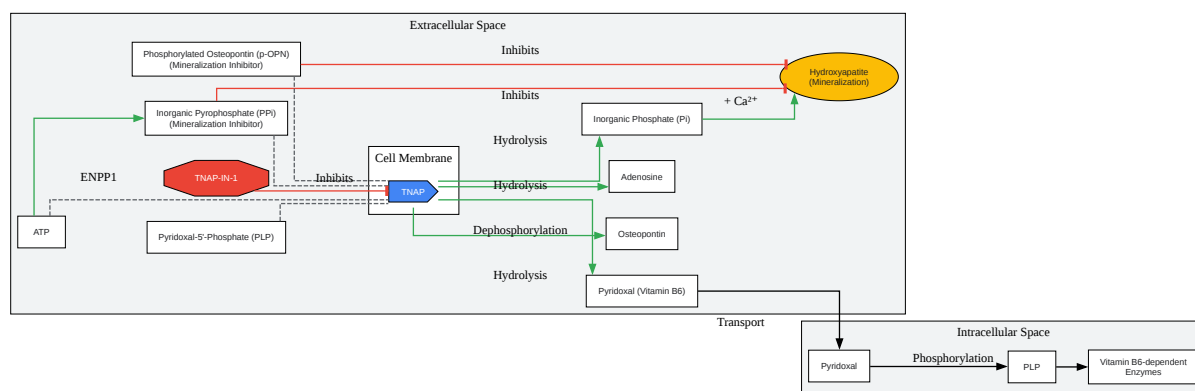 Extracellular Space
Phosphorylated Osteopontin (p-OPN)
(Mineralization Inhibitor)
Inhibits
Hydroxyapatite
(Mineralization)
Inhibits
+ Ca²⁺
Inorganic Pyrophosphate (PPi)
(Mineralization Inhibitor)
Inorganic Phosphate (Pi)
Hydrolysis
Cell Membrane
ENPP1
TNAP-IN-1
Inhibits
TNAP
Hydrolysis
Adenosine
ATP
Pyridoxal-5'-Phosphate (PLP)
Dephosphorylation
Osteopontin
Hydrolysis
Pyridoxal (Vitamin B6)
Transport
Intracellular Space
Pyridoxal
Phosphorylation
PLP
Vitamin B6-dependent
Enzymes